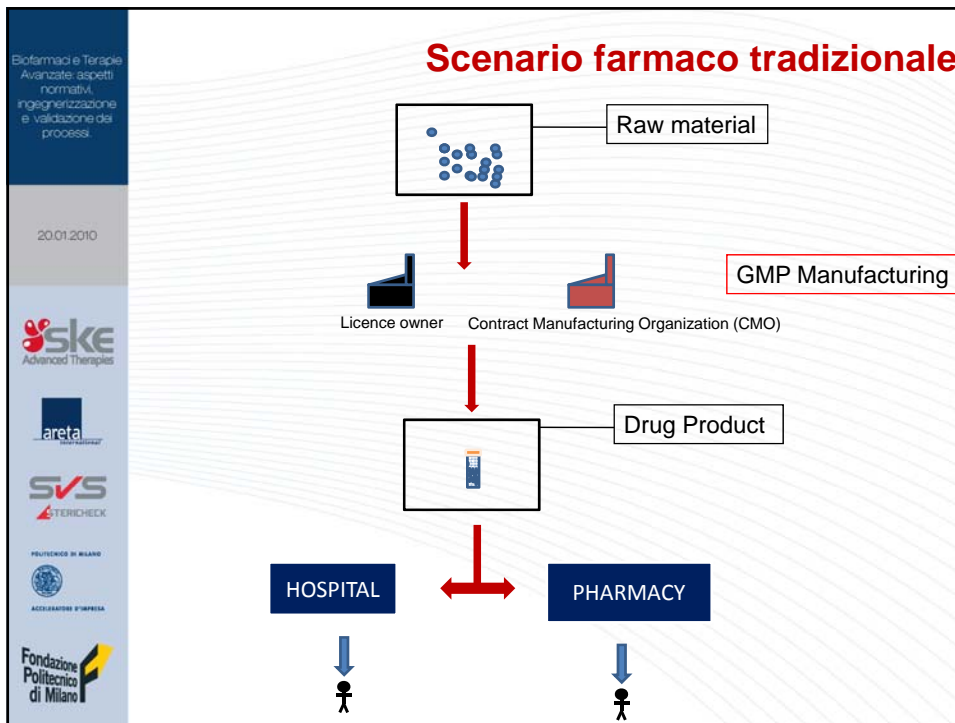 Biofarmaci e Terapie
Avanzate: aspetti
normativi,
ingegnerizzazione
e validazione dei
processi.
20.01.2010
ske
Advanced Therapies
areta
international
SVS
STERICHECK
POLITECNICO DI MILANO
ACCELERATORE D'IMPRESA
Fondazione
Politecnico
di Milano
Scenario farmaco tradizionale
Raw material
GMP Manufacturing
Licence owner
Contract Manufacturing Organization (CMO)
Drug Product
HOSPITAL
PHARMACY